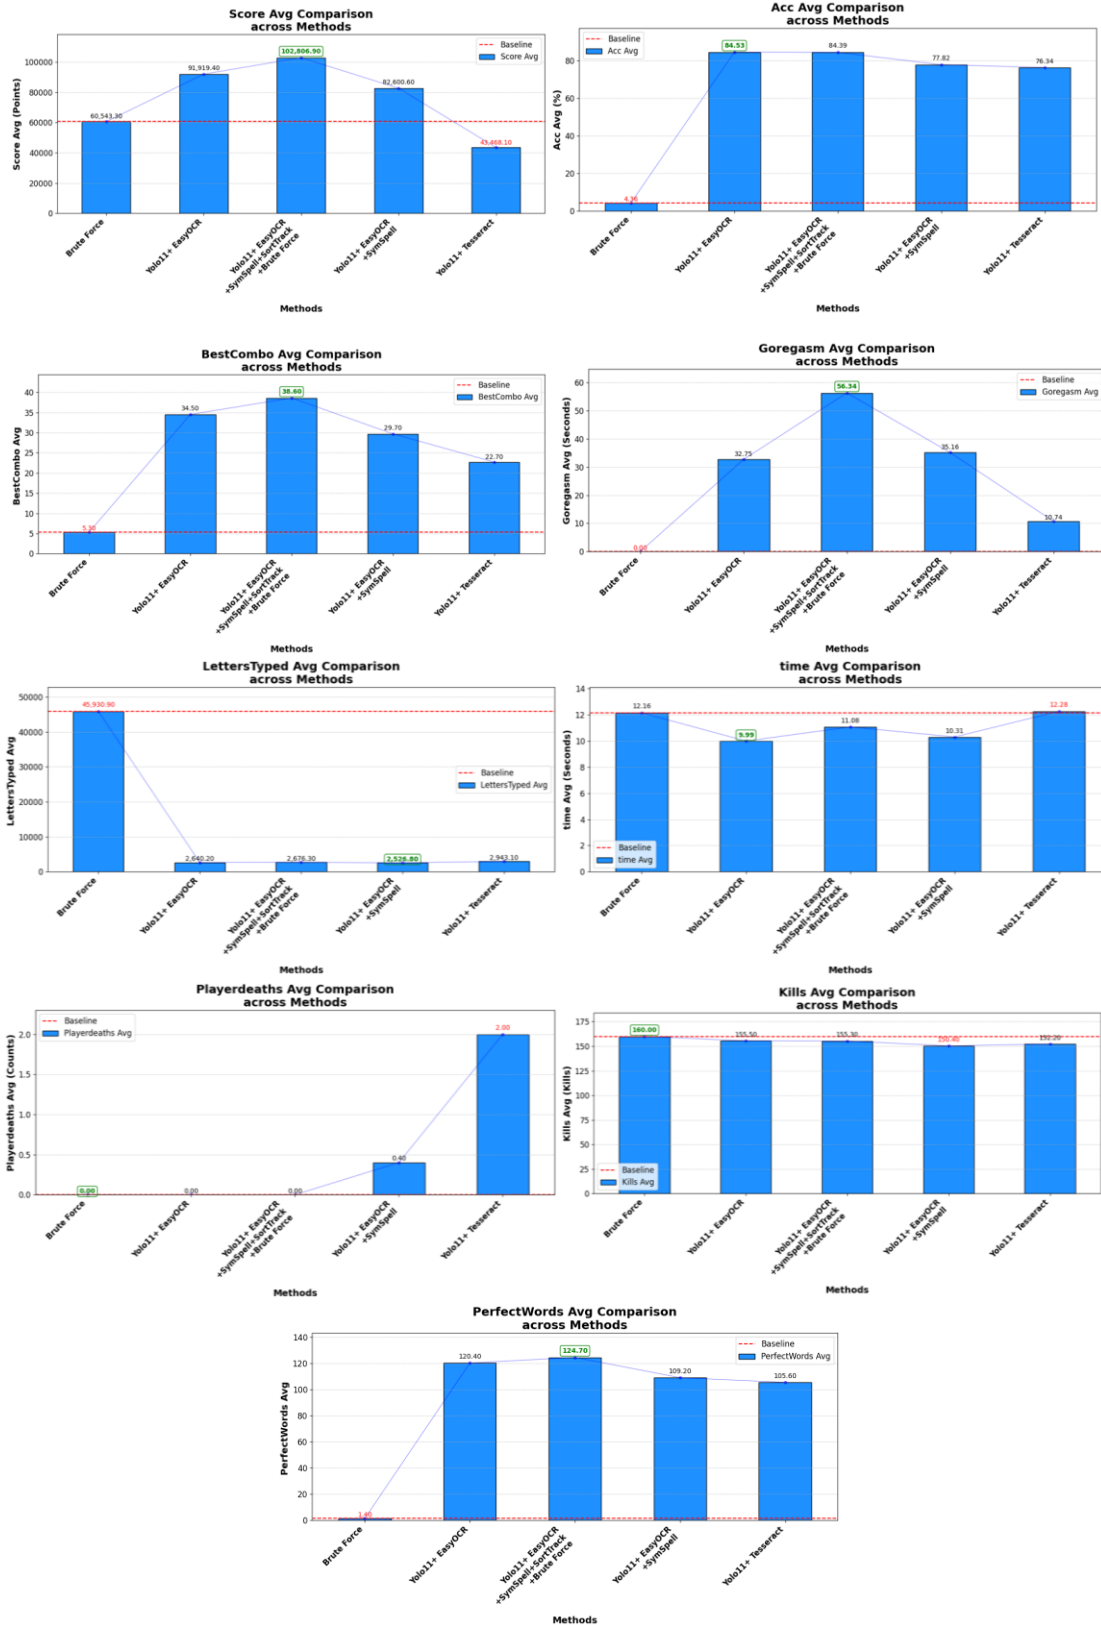 Score Avg Comparison
across Methods
Score Avg (Points)
100000
80000
60000
40000
20000
0
60,543.30
91,919.40
102,806.90
82,600.60
43,468.10
Baseline
Score Avg
Brute Force
Yolo11+ EasyOCR
Yolo11+ EasyOCR
+SymSpell+SortTrack
+Brute Force
Yolo11+ EasyOCR
+SymSpell
Yolo11+ Tesseract
Methods
Acc Avg Comparison
across Methods
Acc Avg (%)
80
60
40
20
0
4.36
84.53
84.39
77.82
76.34
Baseline
Acc Avg
Brute Force
Yolo11+ EasyOCR
Yolo11+ EasyOCR
+SymSpell+SortTrack
+Brute Force
Yolo11+ EasyOCR
+SymSpell
Yolo11+ Tesseract
Methods
BestCombo Avg Comparison
across Methods
BestCombo Avg
40
35
30
25
20
15
10
5
0
5.30
34.50
38.60
29.70
22.70
Baseline
BestCombo Avg
Brute Force
Yolo11+ EasyOCR
Yolo11+ EasyOCR
+SymSpell+SortTrack
+Brute Force
Yolo11+ EasyOCR
+SymSpell
Yolo11+ Tesseract
Methods
Goregasm Avg Comparison
across Methods
Goregasm Avg (Seconds)
60
50
40
30
20
10
0
0.00
32.75
56.34
35.16
10.74
Baseline
Goregasm Avg
Brute Force
Yolo11+ EasyOCR
Yolo11+ EasyOCR
+SymSpell+SortTrack
+Brute Force
Yolo11+ EasyOCR
+SymSpell
Yolo11+ Tesseract
Methods
LettersTyped Avg Comparison
across Methods
LettersTyped Avg
50000
40000
30000
20000
10000
0
45,930.90
2,640.20
2,676.30
2,526.80
2,943.10
Baseline
LettersTyped Avg
Brute Force
Yolo11+ EasyOCR
Yolo11+ EasyOCR
+SymSpell+SortTrack
+Brute Force
Yolo11+ EasyOCR
+SymSpell
Yolo11+ Tesseract
Methods
time Avg Comparison
across Methods
time Avg (Seconds)
14
12
10
8
6
4
2
0
12.16
9.99
11.08
10.31
12.28
Baseline
time Avg
Brute Force
Yolo11+ EasyOCR
Yolo11+ EasyOCR
+SymSpell+SortTrack
+Brute Force
Yolo11+ EasyOCR
+SymSpell
Yolo11+ Tesseract
Methods
Playerdeaths Avg Comparison
across Methods
Playerdeaths Avg (Counts)
2.0
1.5
1.0
0.5
0.0
0.00
0.00
0.00
0.40
2.00
Baseline
Playerdeaths Avg
Brute Force
Yolo11+ EasyOCR
Yolo11+ EasyOCR
+SymSpell+SortTrack
+Brute Force
Yolo11+ EasyOCR
+SymSpell
Yolo11+ Tesseract
Methods
Kills Avg Comparison
across Methods
Kills Avg (Kills)
175
150
125
100
75
50
25
0
160.00
155.50
155.30
150.40
152.20
Baseline
Kills Avg
Brute Force
Yolo11+ EasyOCR
Yolo11+ EasyOCR
+SymSpell+SortTrack
+Brute Force
Yolo11+ EasyOCR
+SymSpell
Yolo11+ Tesseract
Methods
PerfectWords Avg Comparison
across Methods
PerfectWords Avg
140
120
100
80
60
40
20
0
1.40
120.40
124.70
109.20
105.60
Baseline
PerfectWords Avg
Brute Force
Yolo11+ EasyOCR
Yolo11+ EasyOCR
+SymSpell+SortTrack
+Brute Force
Yolo11+ EasyOCR
+SymSpell
Yolo11+ Tesseract
Methods